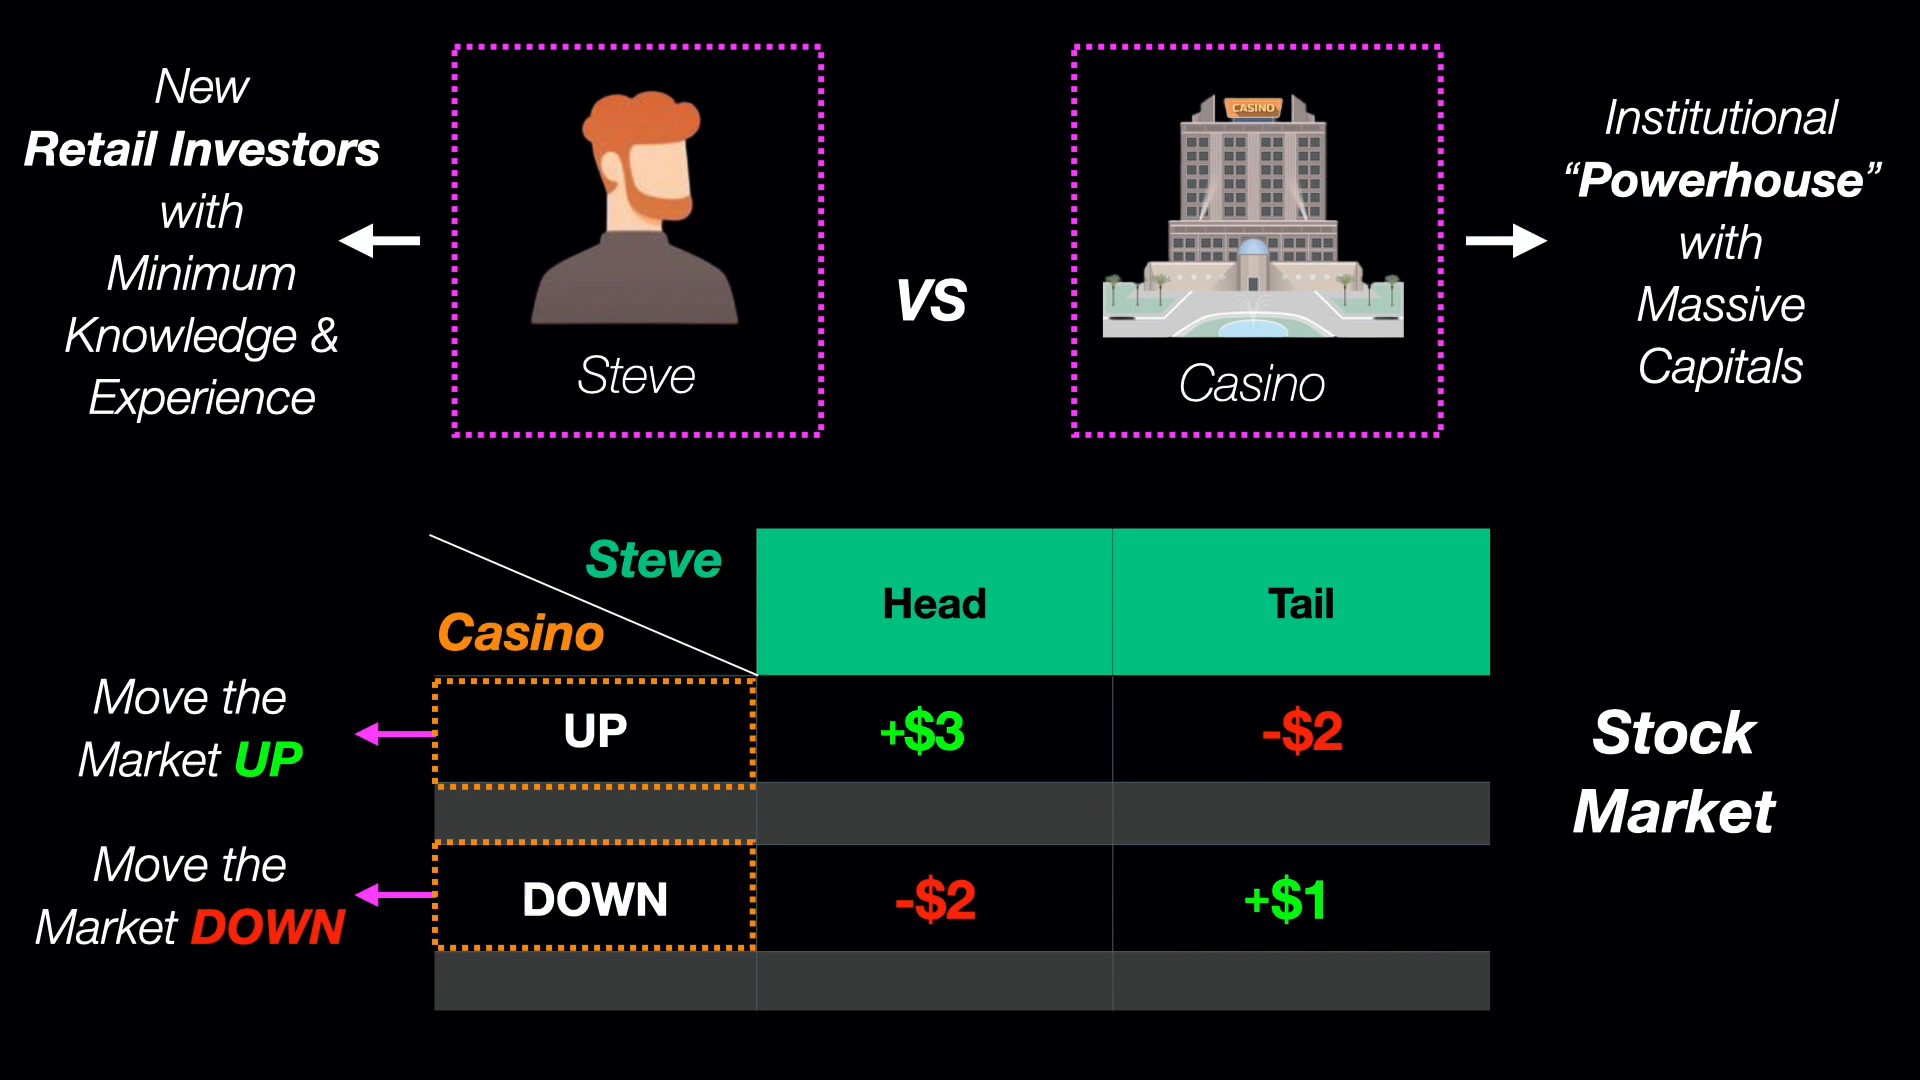 New
Retail Investors
with
Minimum
Knowledge &
Experience
Steve
VS
CASINO
Casino
Institutional
“Powerhouse”
with
Massive
Capitals
Steve
Casino
Head
Tail
Move the
Market UP
UP
+$3
-$2
Move the
Market DOWN
DOWN
-$2
+$1
Stock
Market